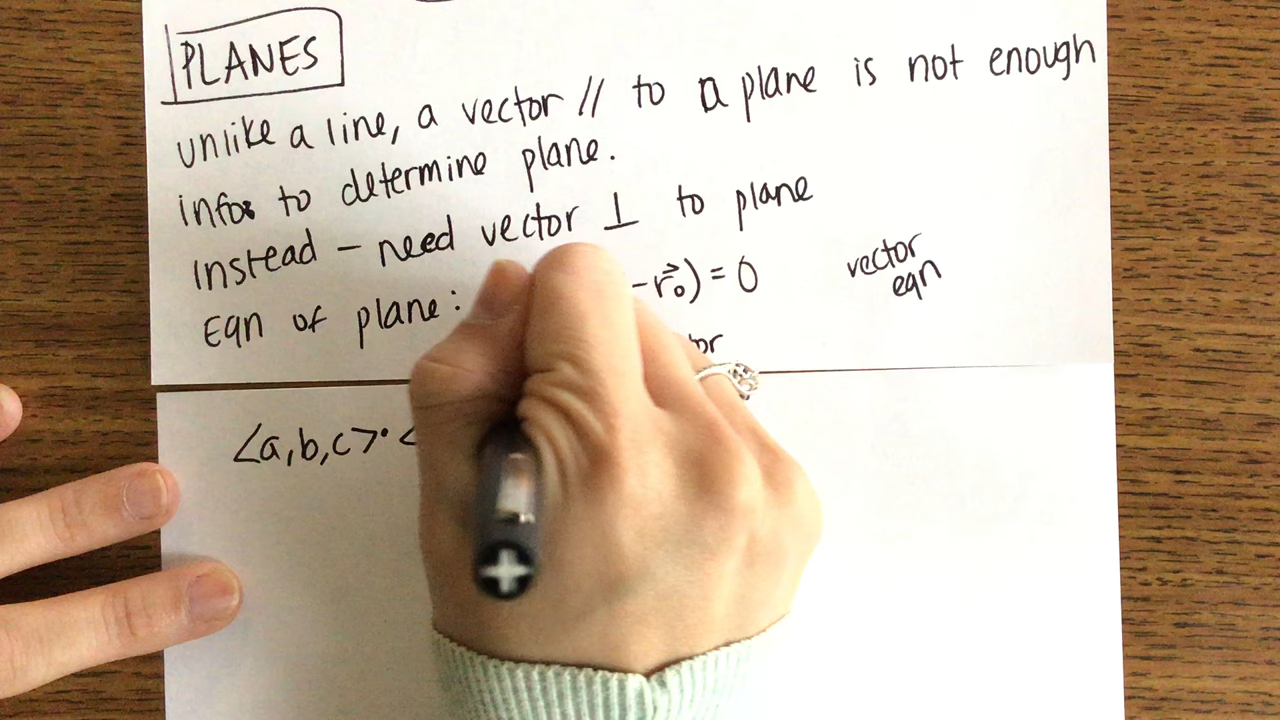 PLANES
unlike a line, a vector // to a plane is not enough
info to determine plane.
Instead – need vector ⊥ to plane
Eqn of plane: -r⃗₀) = 0 vector
eqn
<a,b,c> · <